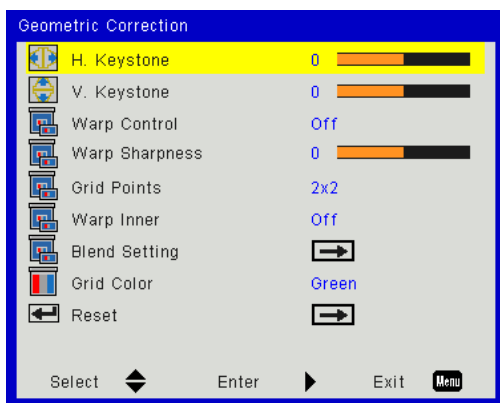 Geometric Correction
H. Keystone 0
V. Keystone 0
Warp Control Off
Warp Sharpness 0
Grid Points 2x2
Warp Inner Off
Blend Setting
Grid Color Green
Reset
Select Enter Exit Menu